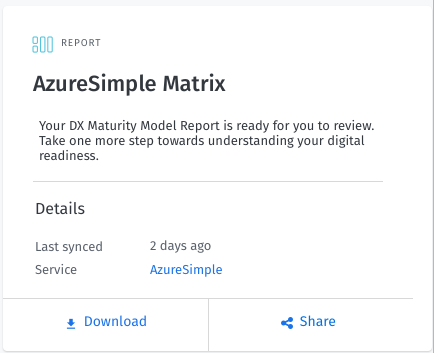 REPORT
AzureSimple Matrix
Your DX Maturity Model Report is ready for you to review.
Take one more step towards understanding your digital
readiness.
Details
Last synced 2 days ago
Service AzureSimple
Download Share